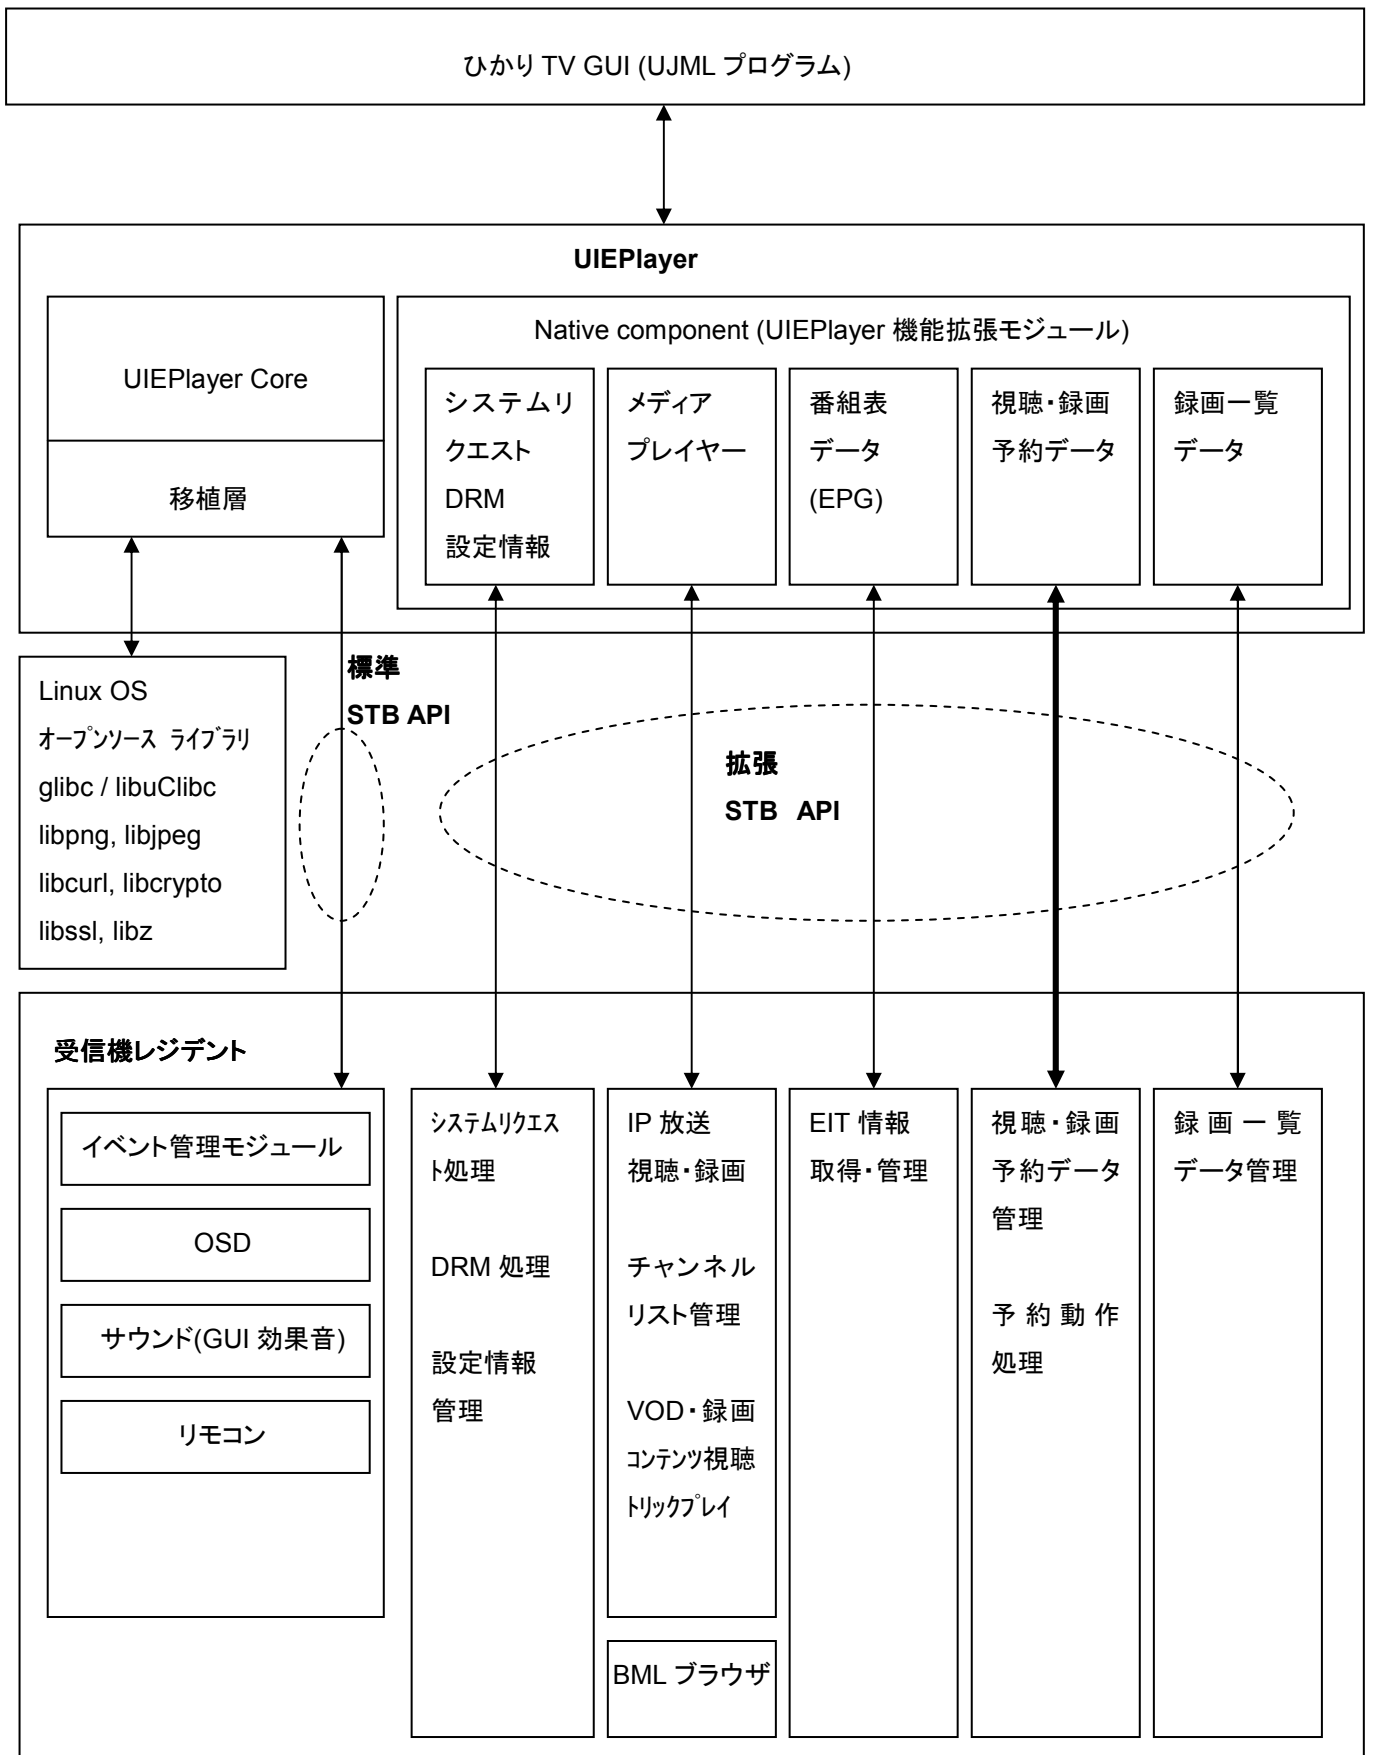 ひかり TV GUI (UJML プログラム)
UIEPlayer
UIEPlayer Core
移植層
Native component (UIEPlayer 機能拡張モジュール)
システムリ
クエスト
DRM
設定情報
メディア
プレイヤー
番組表
データ
(EPG)
視聴・録画
予約データ
録画一覧
データ
Linux OS
オープンソース ライブラリ
glibc / libuClibc
libpng, libjpeg
libcurl, libcrypto
libssl, libz
標準
STB API
拡張
STB API
受信機レジデント
イベント管理モジュール
OSD
サウンド(GUI 効果音)
リモコン
システムリクエス
ト処理
DRM 処理
設定情報
管理
IP 放送
視聴・録画
チャンネル
リスト管理
VOD・録画
コンテンツ視聴
トリックプレイ
BML ブラウザ
EIT 情報
取得・管理
視聴・録画
予約データ
管理
予約動作
処理
録画一覧
データ管理